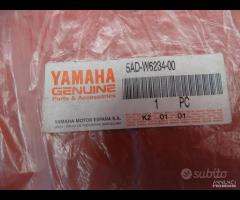 YAMAHA
GENUINE
Parts & Accessories
5AD-W6234-00
1 PC
YAMAHA MOTOR ESPAÑA S.A.
K2 01 01
subito